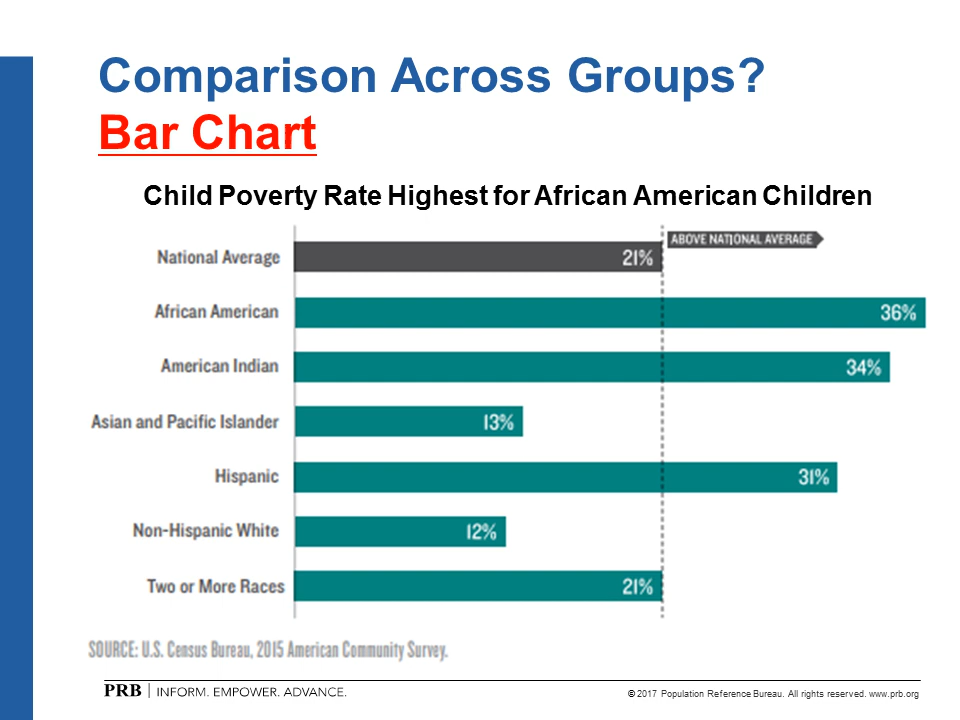 Comparison Across Groups?
Bar Chart
Child Poverty Rate Highest for African American Children
ABOVE NATIONAL AVERAGE
National Average 21%
African American 36%
American Indian 34%
Asian and Pacific Islander 13%
Hispanic 31%
Non-Hispanic White 12%
Two or More Races 21%
SOURCE: U.S. Census Bureau, 2015 American Community Survey.
PRB | INFORM. EMPOWER. ADVANCE.
© 2017 Population Reference Bureau. All rights reserved. www.prb.org